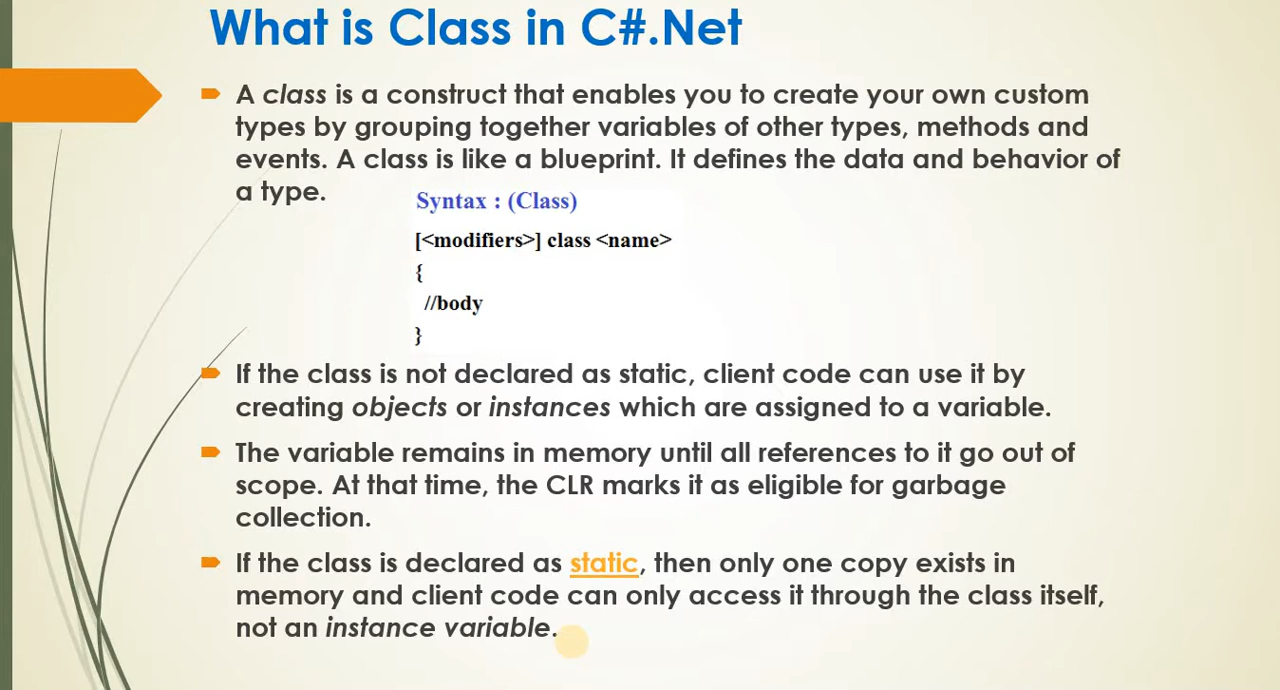 What is Class in C#.Net
A class is a construct that enables you to create your own custom
types by grouping together variables of other types, methods and
events. A class is like a blueprint. It defines the data and behavior of
a type.
Syntax : (Class)
[<modifiers>] class <name>
{
//body
}
If the class is not declared as static, client code can use it by
creating objects or instances which are assigned to a variable.
The variable remains in memory until all references to it go out of
scope. At that time, the CLR marks it as eligible for garbage
collection.
If the class is declared as static, then only one copy exists in
memory and client code can only access it through the class itself,
not an instance variable.